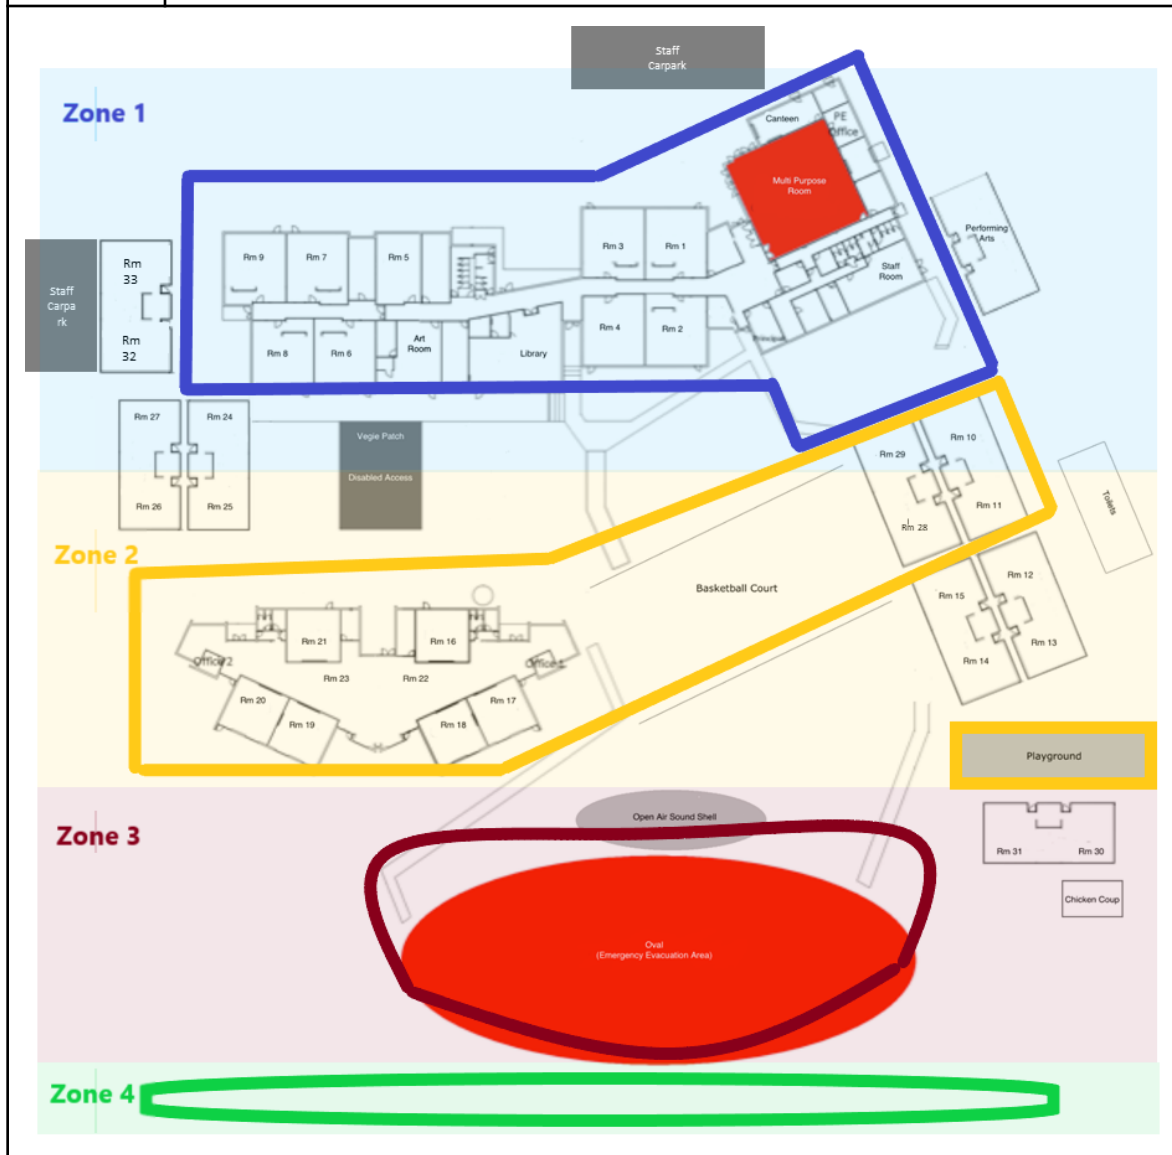 Staff
Carpark
Zone 1
Canteen
PE
Office
Multi Purpose
Room
Performing
Arts
Rm 3
Rm 1
Rm 9
Rm 7
Rm 5
Rm
33
Staff
Room
Staff
Carpa
rk
Rm 4
Rm 2
Rm
32
Principal
Art
Room
Rm 8
Rm 6
Library
Rm 27
Rm 24
Vegie Patch
Rm 10
Rm 29
Disabled Access
Rm 26
Rm 25
Rm 11
Toilets
Rm 28
Zone 2
Basketball Court
Rm 12
Rm 15
Rm 21
Rm 16
Rm 13
Office 2
Office 1
Rm 14
Rm 23
Rm 22
Rm 20
Rm 17
Rm 19
Rm 18
Playground
Open Air Sound Shell
Zone 3
Rm 31
Rm 30
Chicken Coup
Oval
(Emergency Evacuation Area)
Zone 4